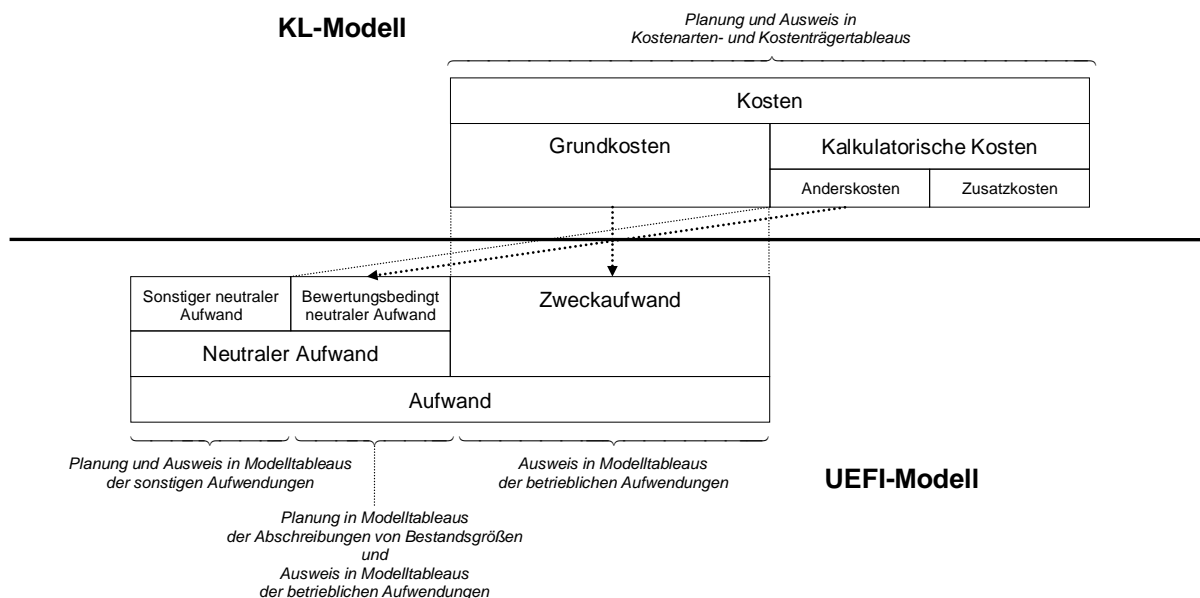 KL-Modell
Planung und Ausweis in
Kostenarten- und Kostenträgertableaus
Kosten
Grundkosten
Kalkulatorische Kosten
Anderskosten
Zusatzkosten
Sonstiger neutraler
Aufwand
Bewertungsbedingt
neutraler Aufwand
Zweckaufwand
Neutraler Aufwand
Aufwand
Planung und Ausweis in Modelltableaus
der sonstigen Aufwendungen
Ausweis in Modelltableaus
der betrieblichen Aufwendungen
UEFI-Modell
Planung in Modelltableaus
der Abschreibungen von Bestandsgrößen
und
Ausweis in Modelltableaus
der betrieblichen Aufwendungen